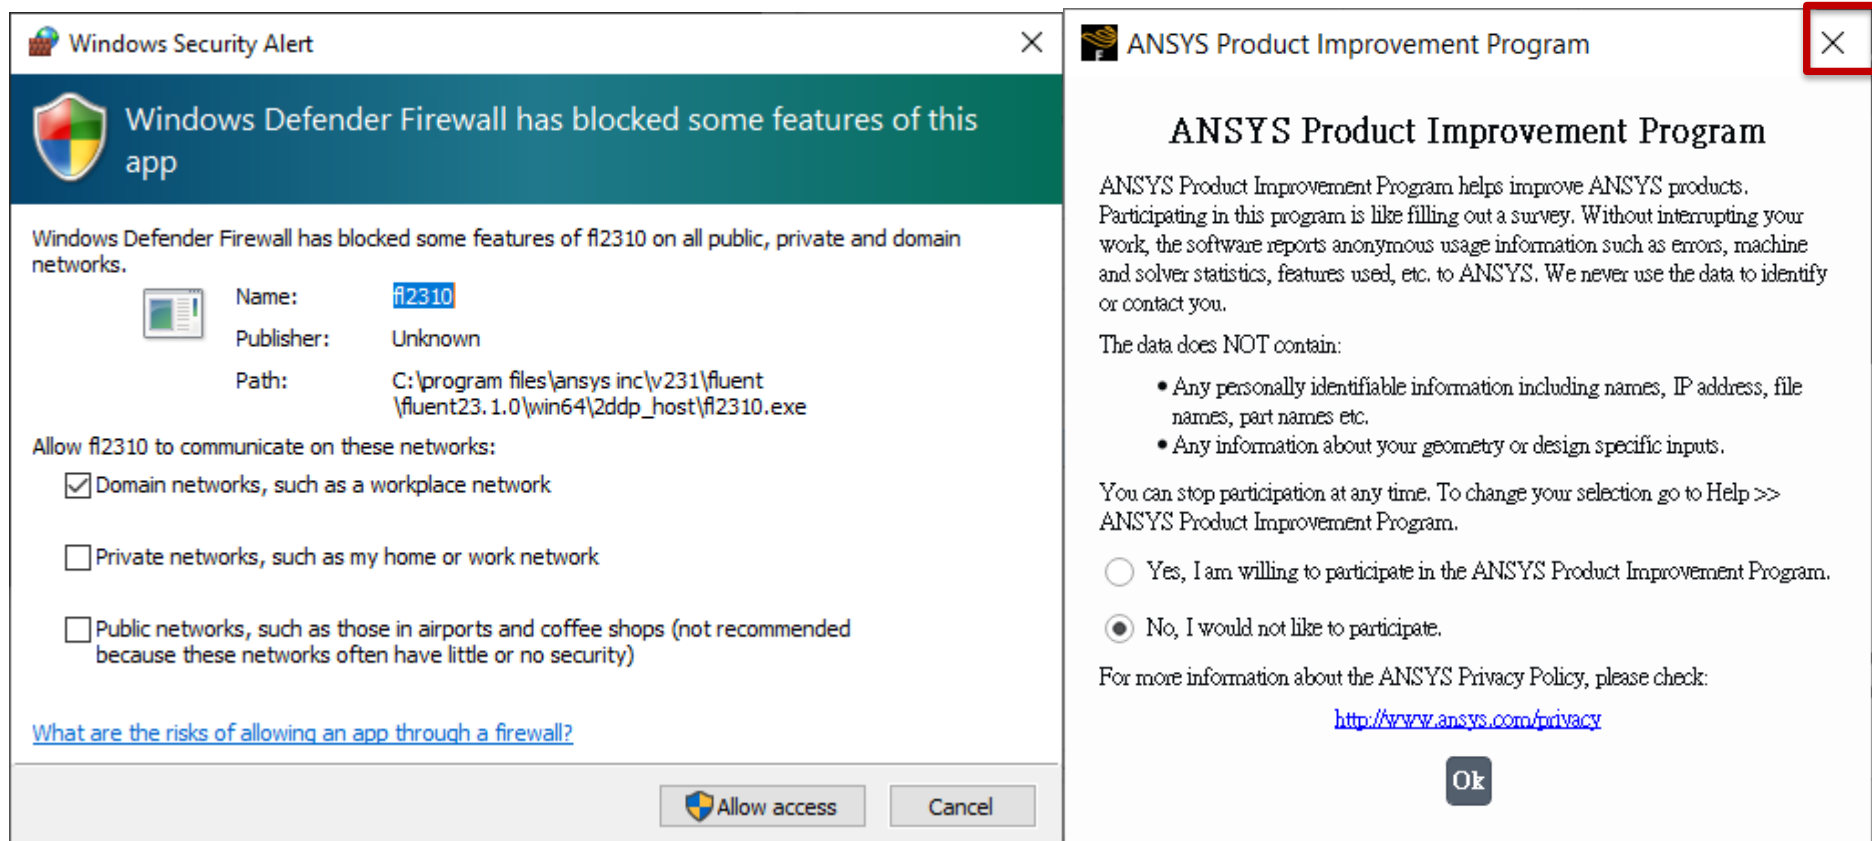 Windows Security Alert
Windows Defender Firewall has blocked some features of this
app
Windows Defender Firewall has blocked some features of fl2310 on all public, private and domain
networks.
Name: fl2310
Publisher: Unknown
Path: C:\program files\ansys inc\v231\fluent
\fluent23.1.0\win64\2ddp_host\fl2310.exe
Allow fl2310 to communicate on these networks:
Domain networks, such as a workplace network
Private networks, such as my home or work network
Public networks, such as those in airports and coffee shops (not recommended
because these networks often have little or no security)
What are the risks of allowing an app through a firewall?
Allow access
Cancel
F
ANSYS Product Improvement Program
ANSYS Product Improvement Program
ANSYS Product Improvement Program helps improve ANSYS products.
Participating in this program is like filling out a survey. Without interrupting your
work, the software reports anonymous usage information such as errors, machine
and solver statistics, features used, etc. to ANSYS. We never use the data to identify
or contact you.
The data does NOT contain:
• Any personally identifiable information including names, IP address, file
names, part names etc.
• Any information about your geometry or design specific inputs.
You can stop participation at any time. To change your selection go to Help >>
ANSYS Product Improvement Program.
Yes, I am willing to participate in the ANSYS Product Improvement Program.
No, I would not like to participate.
For more information about the ANSYS Privacy Policy, please check:
http://www.ansys.com/privacy
Ok